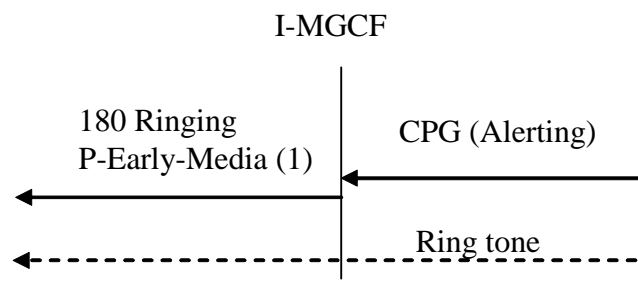 I-MGCF
180 Ringing
P-Early-Media (1)
CPG (Alerting)
Ring tone